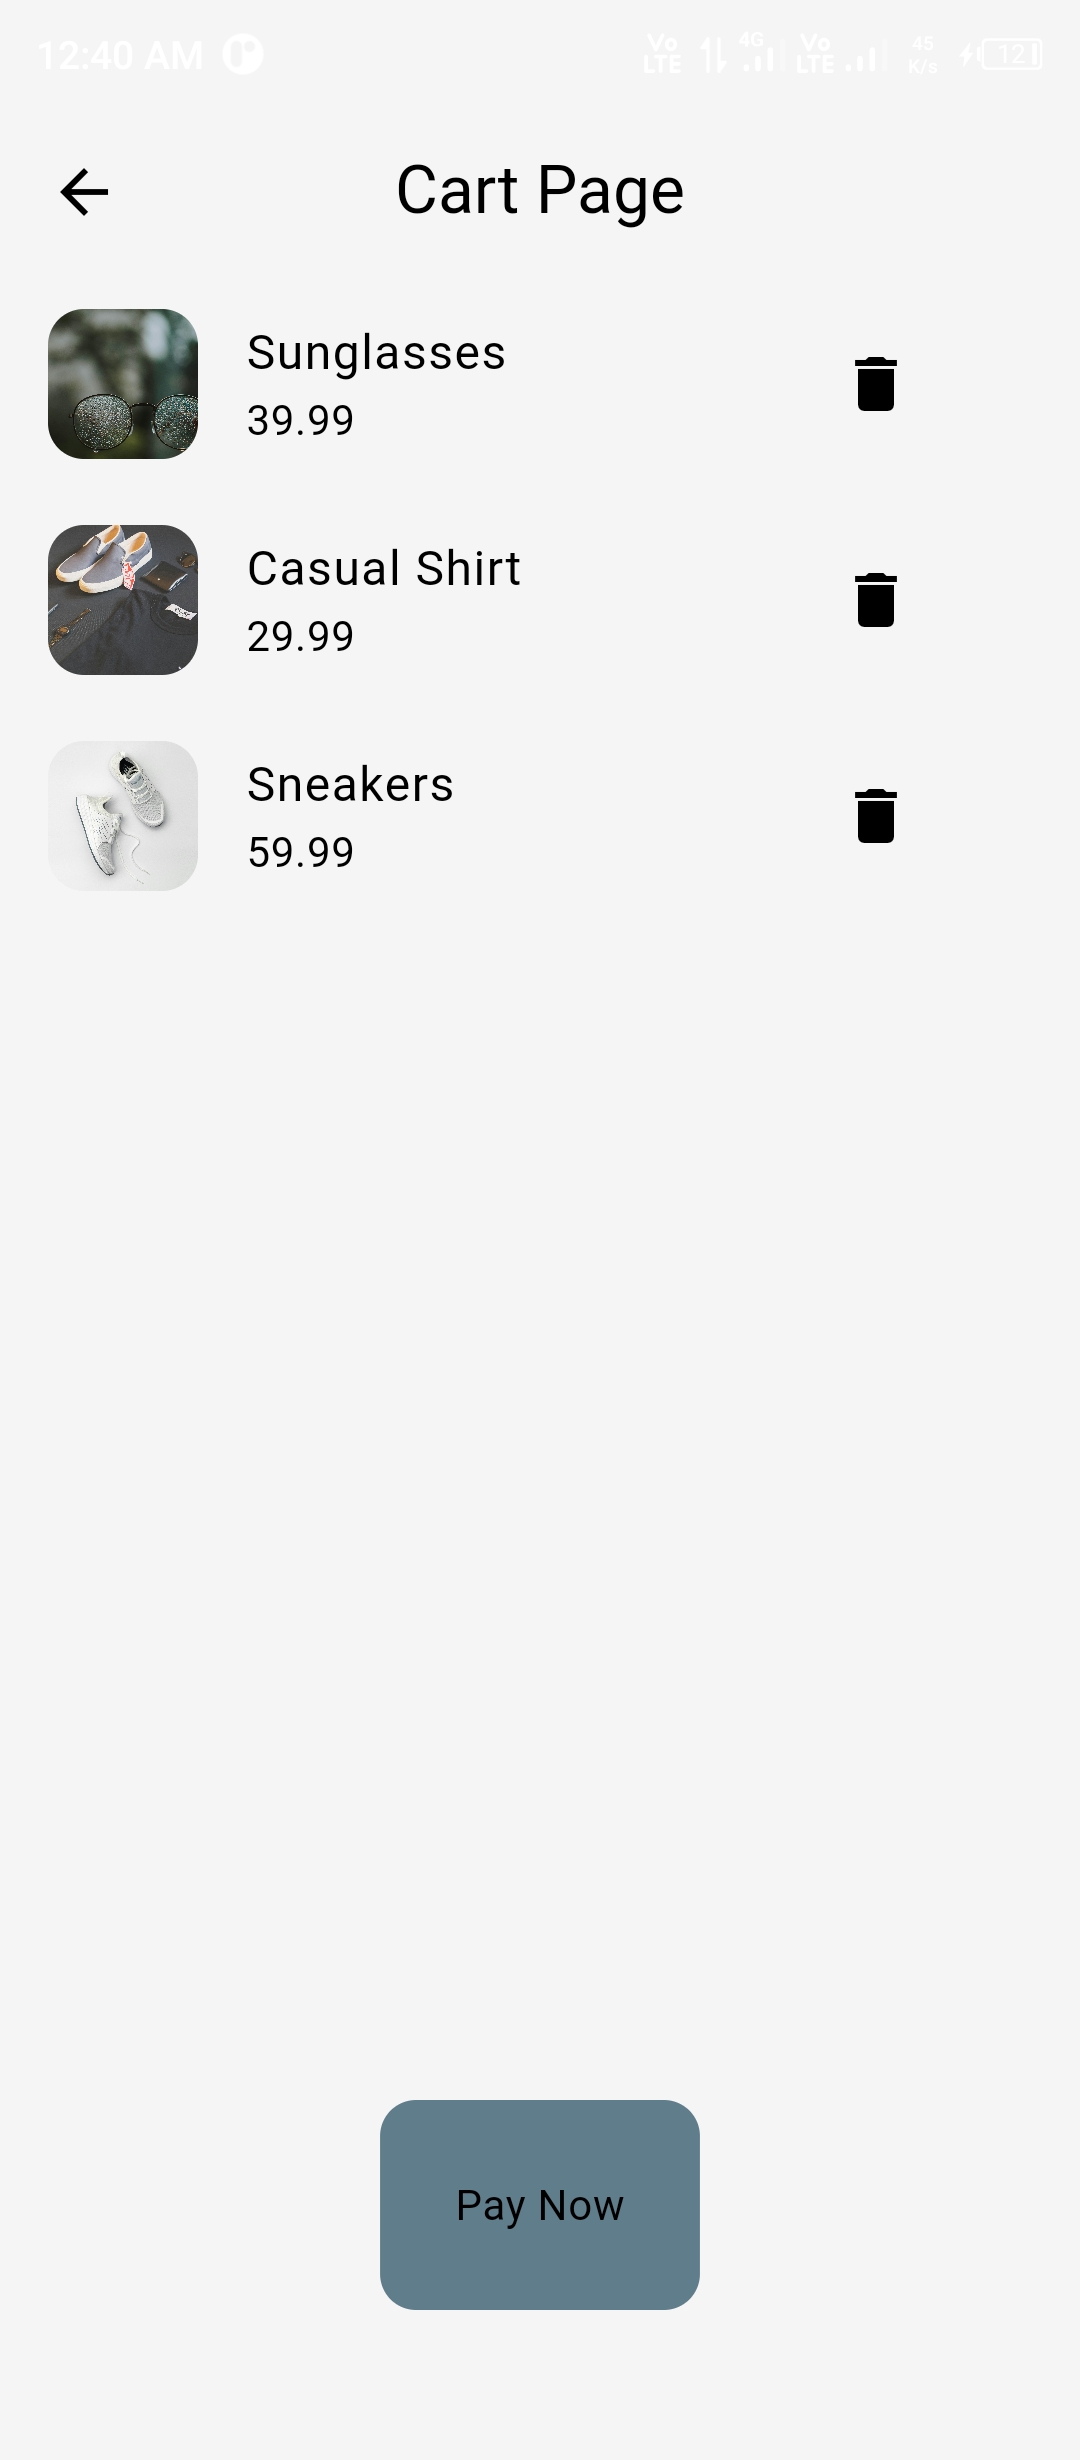 12:40 AM Vo LTE 4G Vo LTE 45 K/s 12
Cart Page
Sunglasses
39.99
Casual Shirt
29.99
Sneakers
59.99
Pay Now